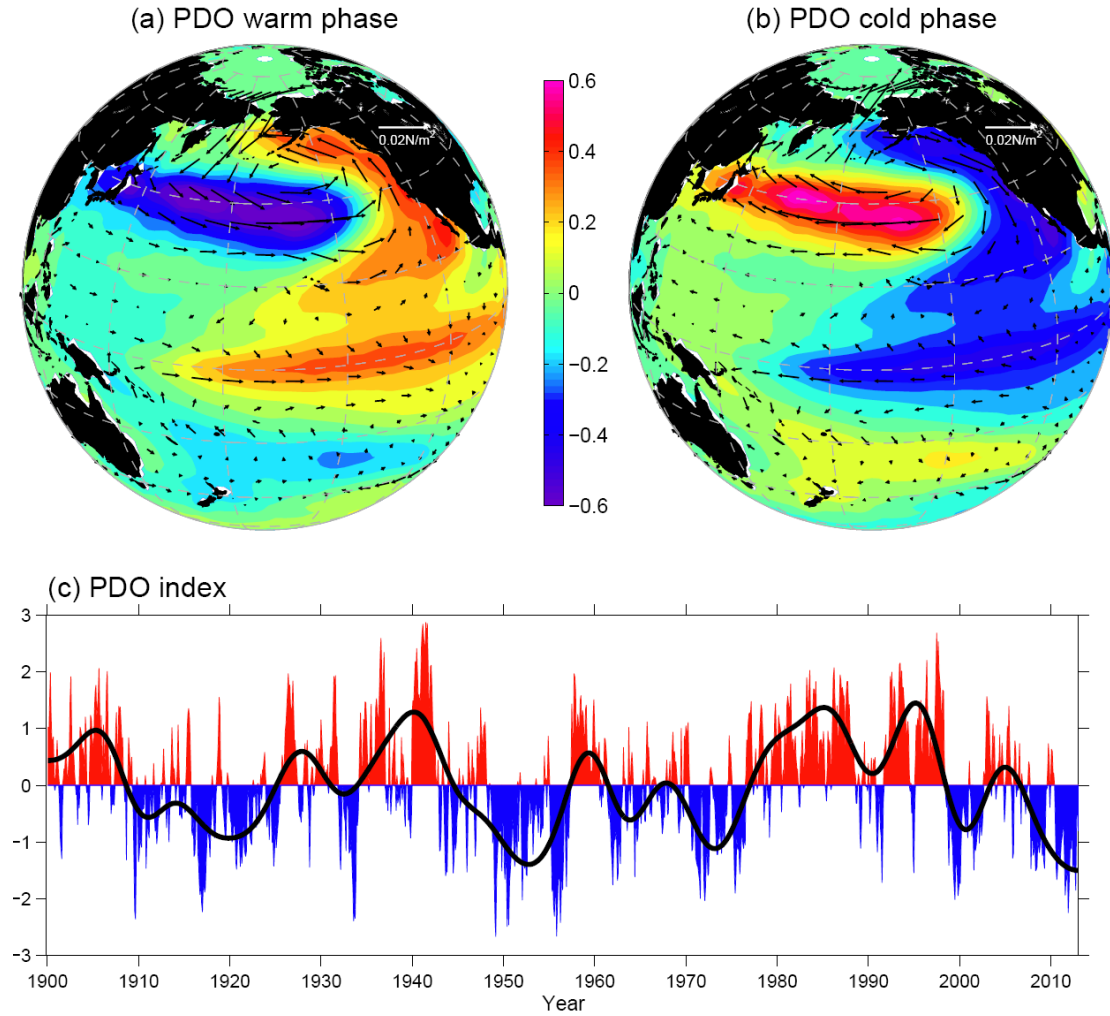 (a) PDO warm phase
(b) PDO cold phase
0.02N/m²
0.6
0.4
0.2
0
−0.2
−0.4
−0.6
0.02N/m²
(c) PDO index
3
2
1
0
−1
−2
−3
1900 1910 1920 1930 1940 1950 1960 1970 1980 1990 2000 2010
Year